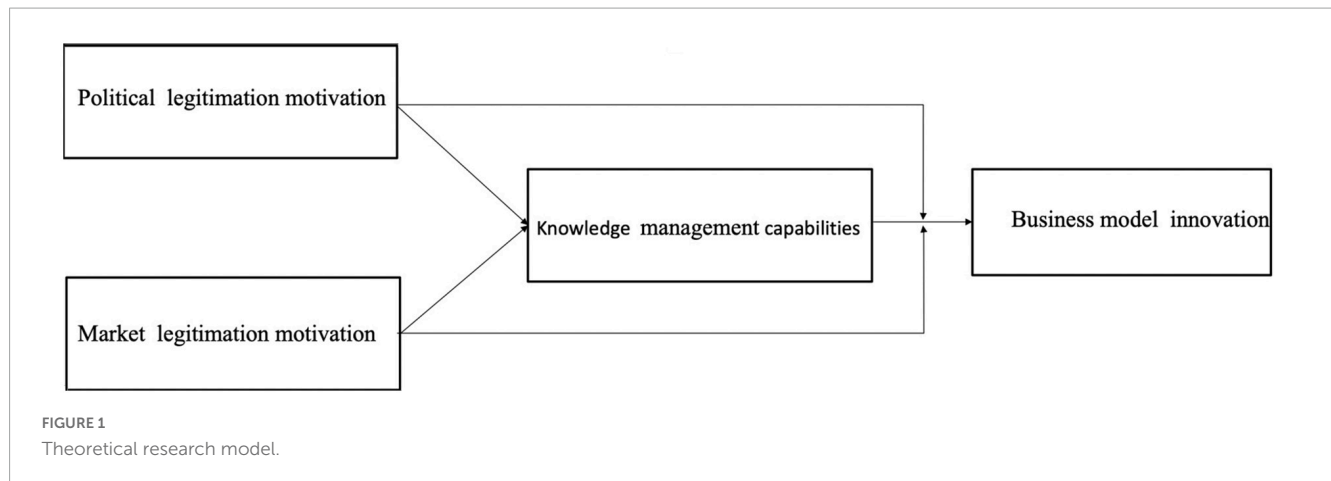 Political legitimation motivation
Knowledge management capabilities
Business model innovation
Market legitimation motivation
FIGURE 1
Theoretical research model.